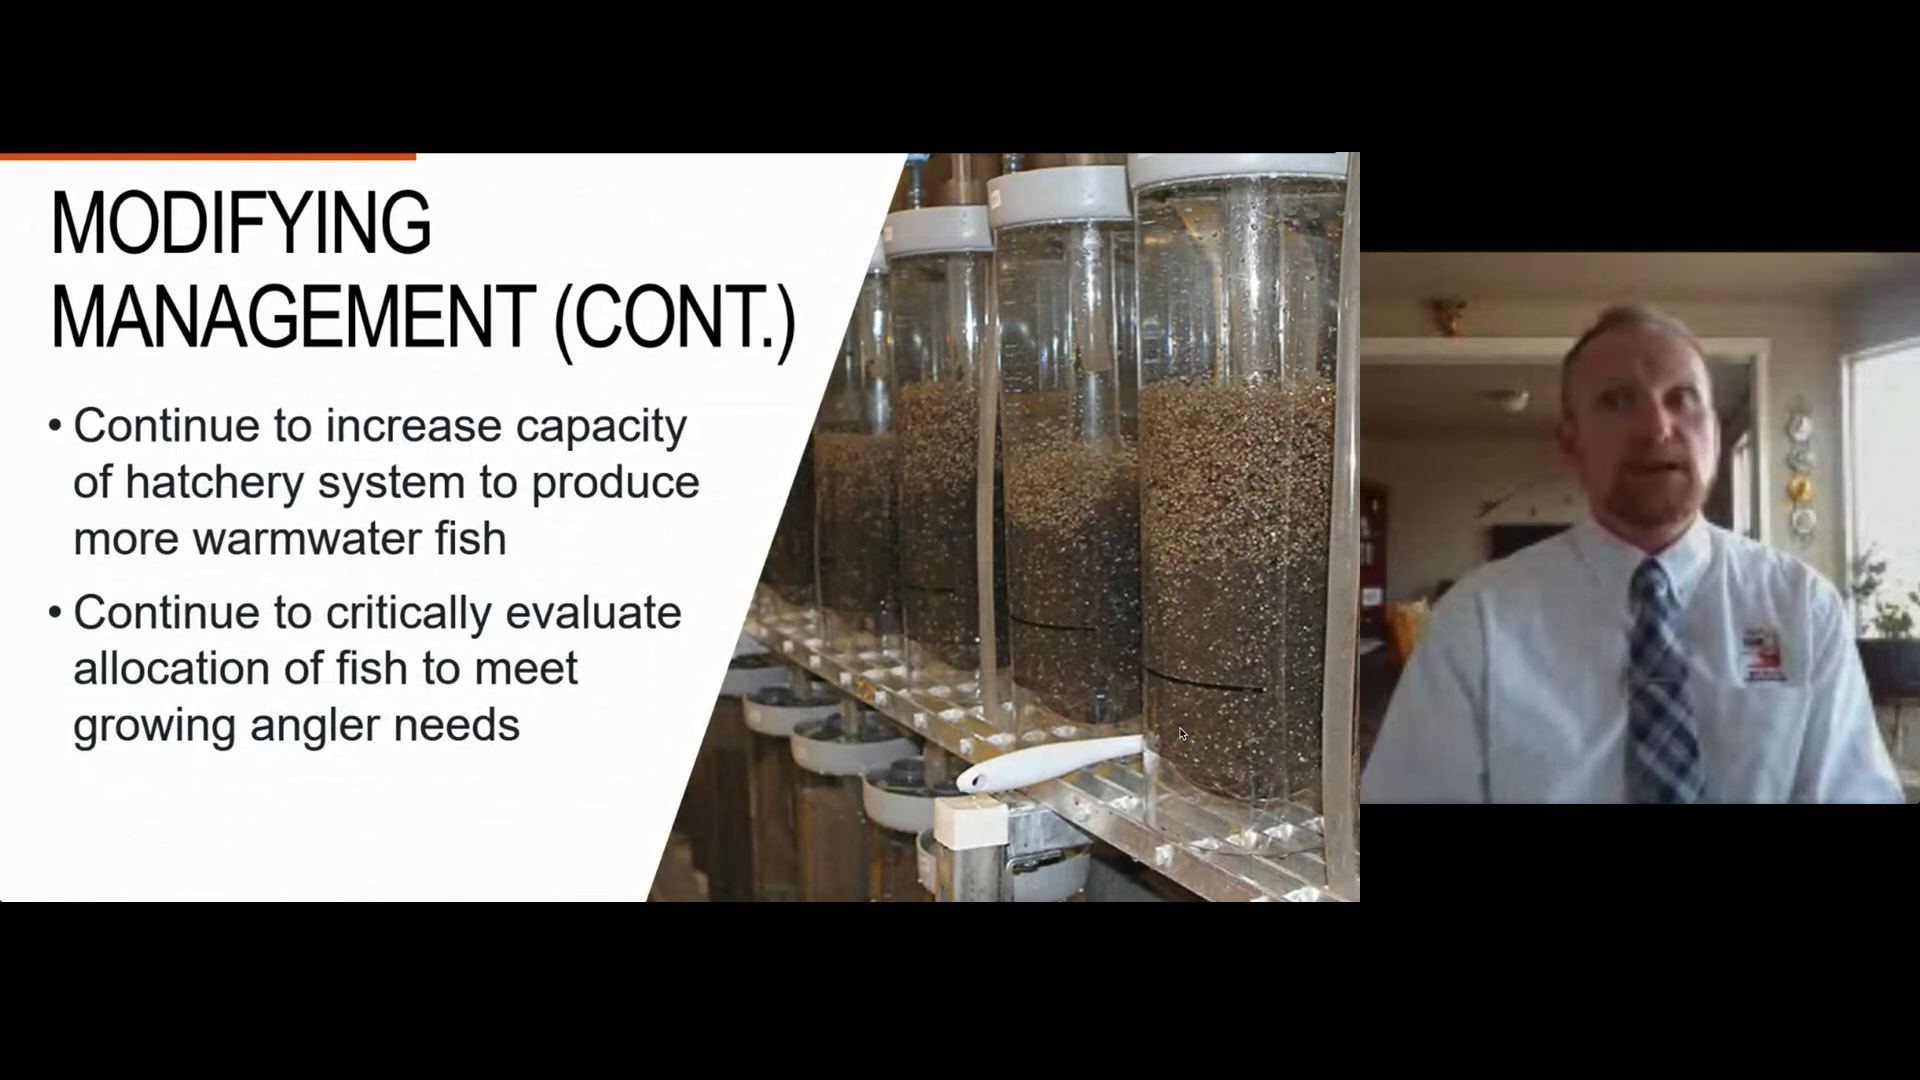 MODIFYING
MANAGEMENT (CONT.)
• Continue to increase capacity
of hatchery system to produce
more warmwater fish
• Continue to critically evaluate
allocation of fish to meet
growing angler needs